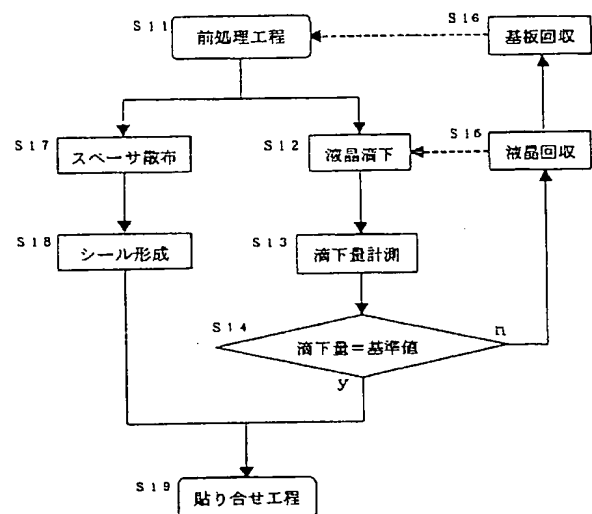 S11 前処理工程
S16 基板回収
S17 スペーサ散布
S12 液晶滴下
S15 液晶回収
S18 シール形成
S13 滴下量計測
S14 滴下量=基準値
n
y
S19 貼り合せ工程